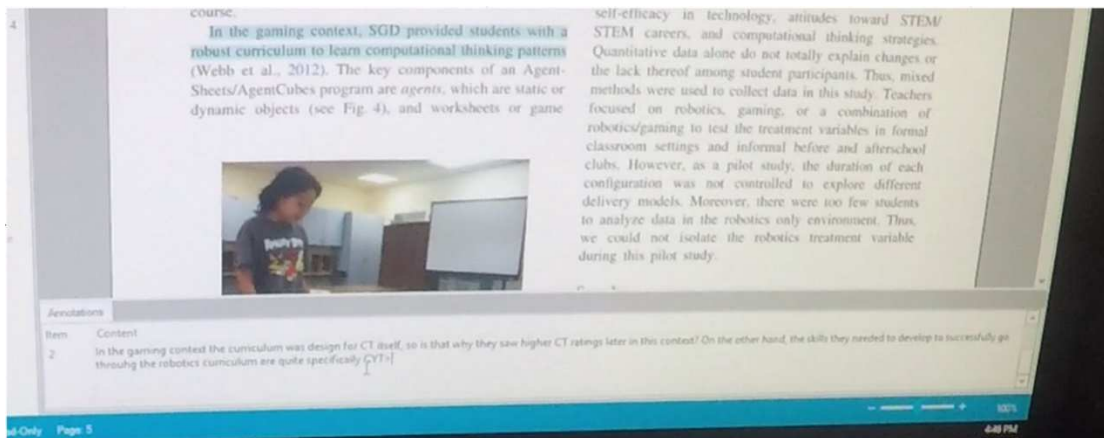 4
course.
In the gaming context, SGD provided students with a
robust curriculum to learn computational thinking patterns
(Webb et al., 2012). The key components of an Agent-
Sheets/AgentCubes program are agents, which are static or
dynamic objects (see Fig. 4), and worksheets or game
self-efficacy in technology, attitudes toward STEM/
STEM careers, and computational thinking strategies.
Quantitative data alone do not totally explain changes or
the lack thereof among student participants. Thus, mixed
methods were used to collect data in this study. Teachers
focused on robotics, gaming, or a combination of
robotics/gaming to test the treatment variables in formal
classroom settings and informal before and afterschool
clubs. However, as a pilot study, the duration of each
configuration was not controlled to explore different
delivery models. Moreover, there were too few students
to analyze data in the robotics only environment. Thus,
we could not isolate the robotics treatment variable
during this pilot study.
Annotations
Item Content
2 In the gaming context the curriculum was design for CT itself, so is that why they saw higher CT ratings later in this context? On the other hand, the skills they needed to develop to successfully go
throuhg the robotics curriculum are quite specifically CYT>
ad-Only Page: 5
100%
4:46 PM